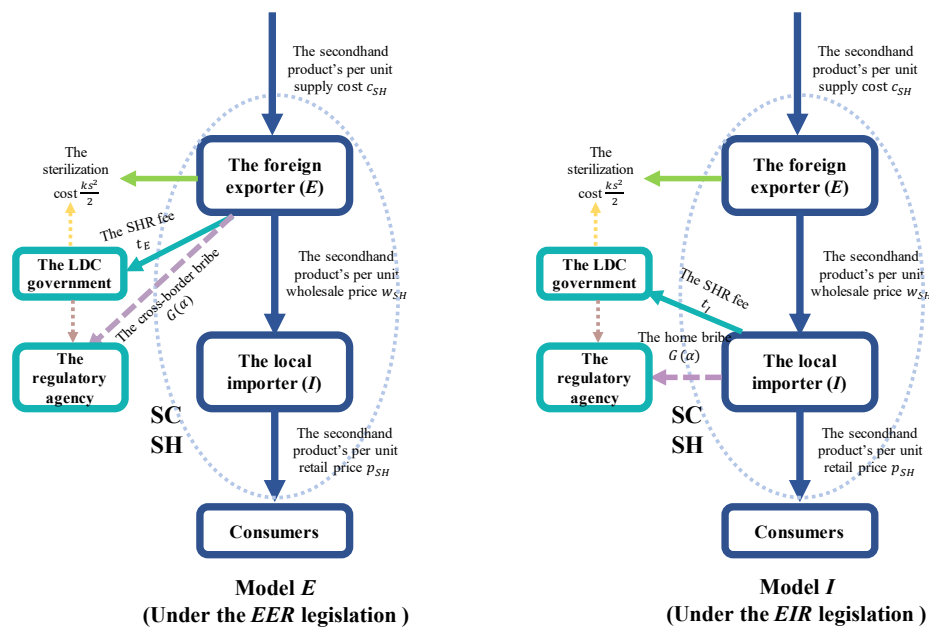 The secondhand
product's per unit
supply cost c_SH
The
sterilization
cost ks²/2
The foreign
exporter (E)
The SHR fee
t_E
The LDC
government
The cross-border bribe
G(α)
The secondhand
product's per unit
wholesale price w_SH
The
regulatory
agency
The local
importer (I)
SC
SH
The secondhand
product's per unit
retail price p_SH
Consumers
Model E
(Under the EER legislation )
The secondhand
product's per unit
supply cost c_SH
The
sterilization
cost ks²/2
The foreign
exporter (E)
The LDC
government
The SHR fee
t_I
The secondhand
product's per unit
wholesale price w_SH
The home bribe
G(α)
The
regulatory
agency
The local
importer (I)
SC
SH
The secondhand
product's per unit
retail price p_SH
Consumers
Model I
(Under the EIR legislation )